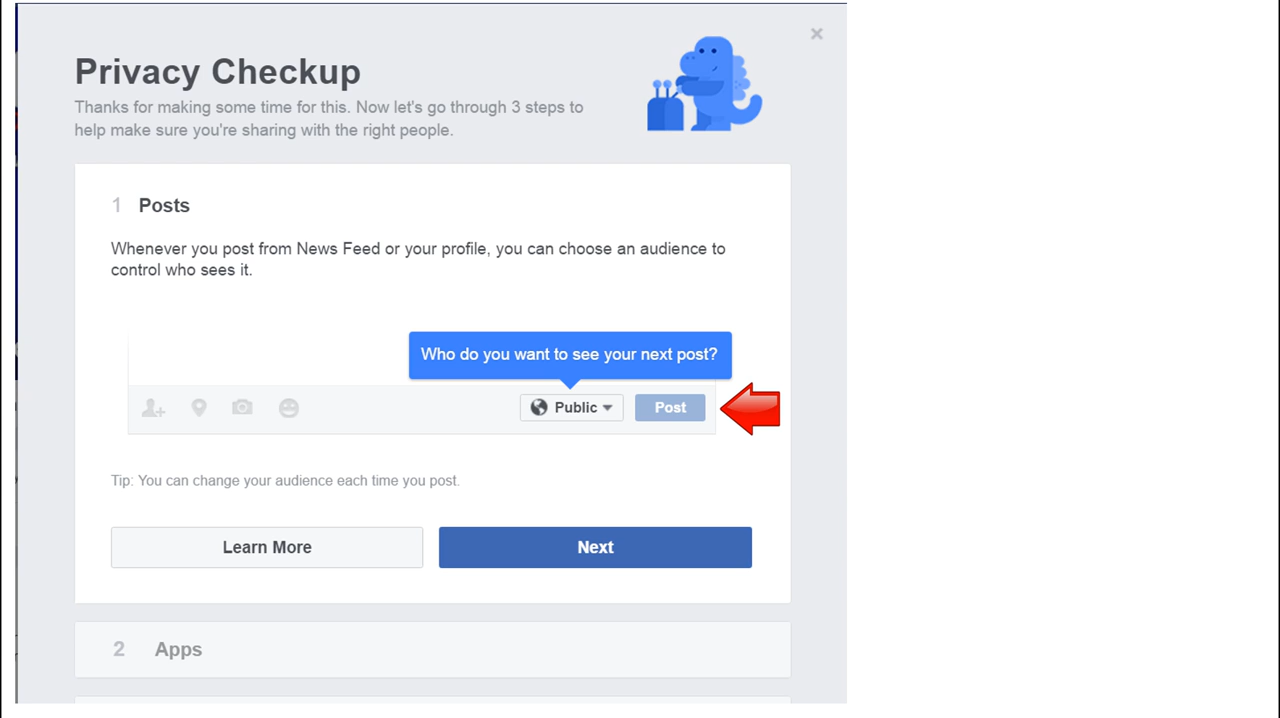 Privacy Checkup
Thanks for making some time for this. Now let's go through 3 steps to
help make sure you're sharing with the right people.
1 Posts
Whenever you post from News Feed or your profile, you can choose an audience to
control who sees it.
Who do you want to see your next post?
Public Post
Tip: You can change your audience each time you post.
Learn More Next
2 Apps